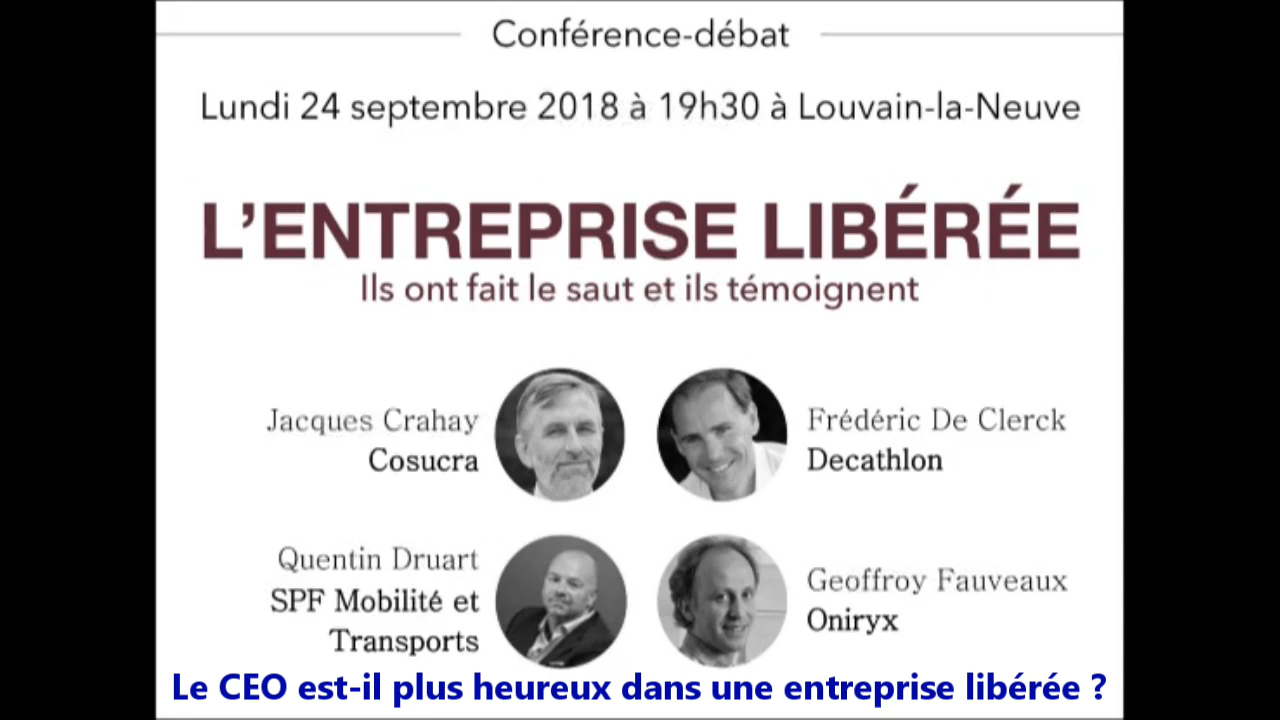 Conférence-débat
Lundi 24 septembre 2018 à 19h30 à Louvain-la-Neuve
L'ENTREPRISE LIBÉRÉE
Ils ont fait le saut et ils témoignent
Jacques Crahay
Cosucra
Frédéric De Clerck
Decathlon
Quentin Druart
SPF Mobilité et
Transports
Geoffroy Fauveaux
Oniryx
Le CEO est-il plus heureux dans une entreprise libérée ?